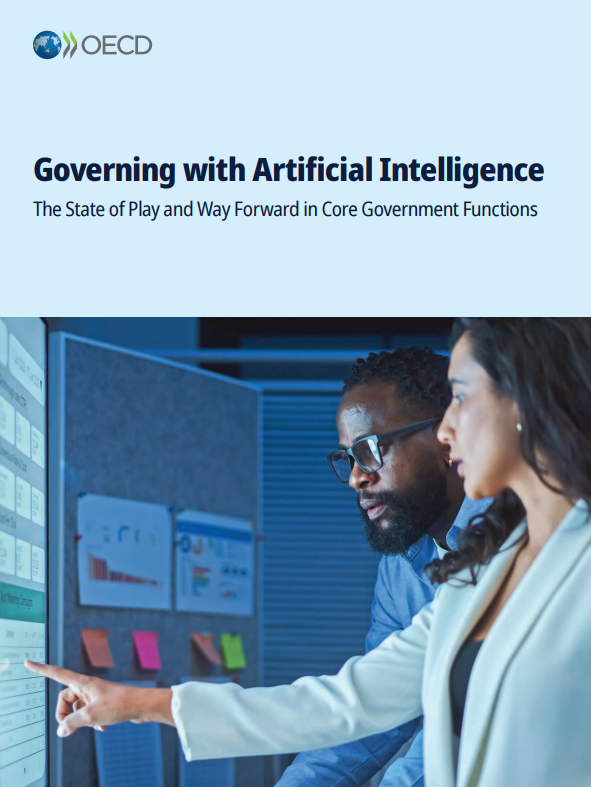 OECD
Governing with Artificial Intelligence
The State of Play and Way Forward in Core Government Functions